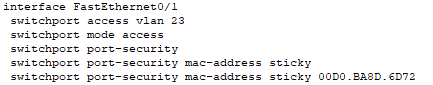 interface FastEthernet0/1
switchport access vlan 23
switchport mode access
switchport port-security
switchport port-security mac-address sticky
switchport port-security mac-address sticky 00D0.BA8D.6D72